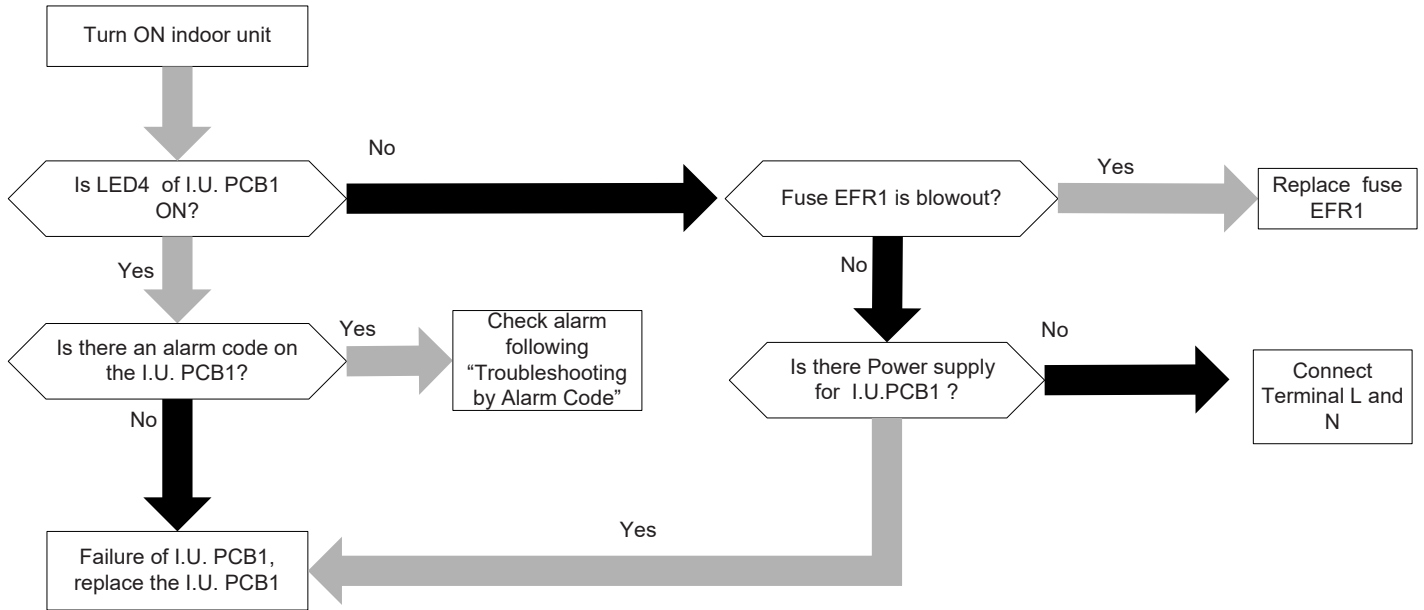 Turn ON indoor unit
No
Is LED4 of I.U. PCB1
ON?
Fuse EFR1 is blowout?
Yes
Replace fuse
EFR1
Yes
No
Is there an alarm code on
the I.U. PCB1?
Yes
Check alarm
following
“Troubleshooting
by Alarm Code”
Is there Power supply
for I.U.PCB1 ?
No
Connect
Terminal L and
N
No
Yes
Failure of I.U. PCB1,
replace the I.U. PCB1